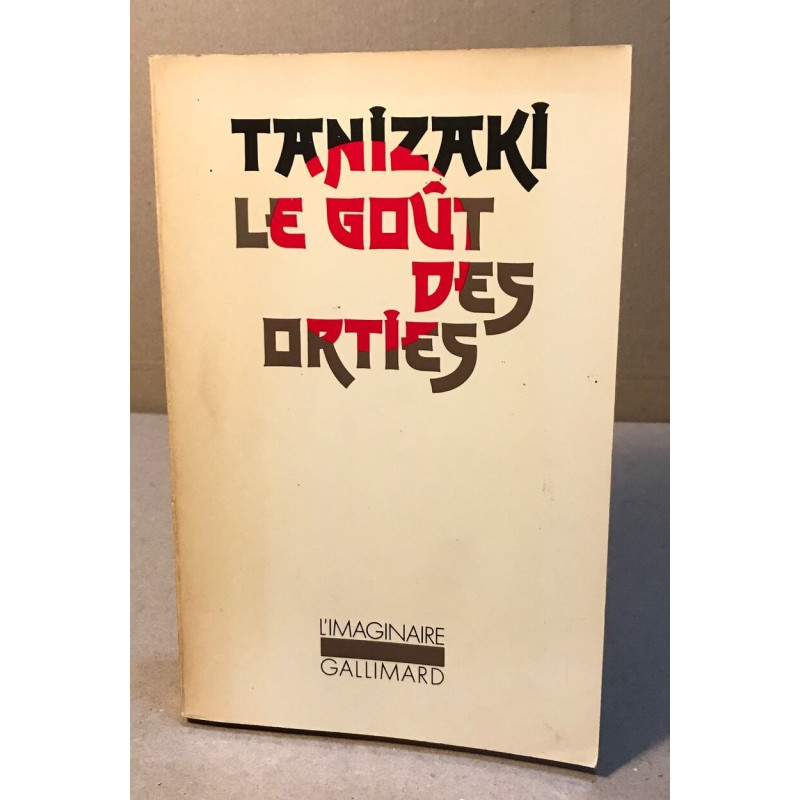 TANIZAKI
LE GOÛT
DES
ORTIES
L'IMAGINAIRE
GALLIMARD